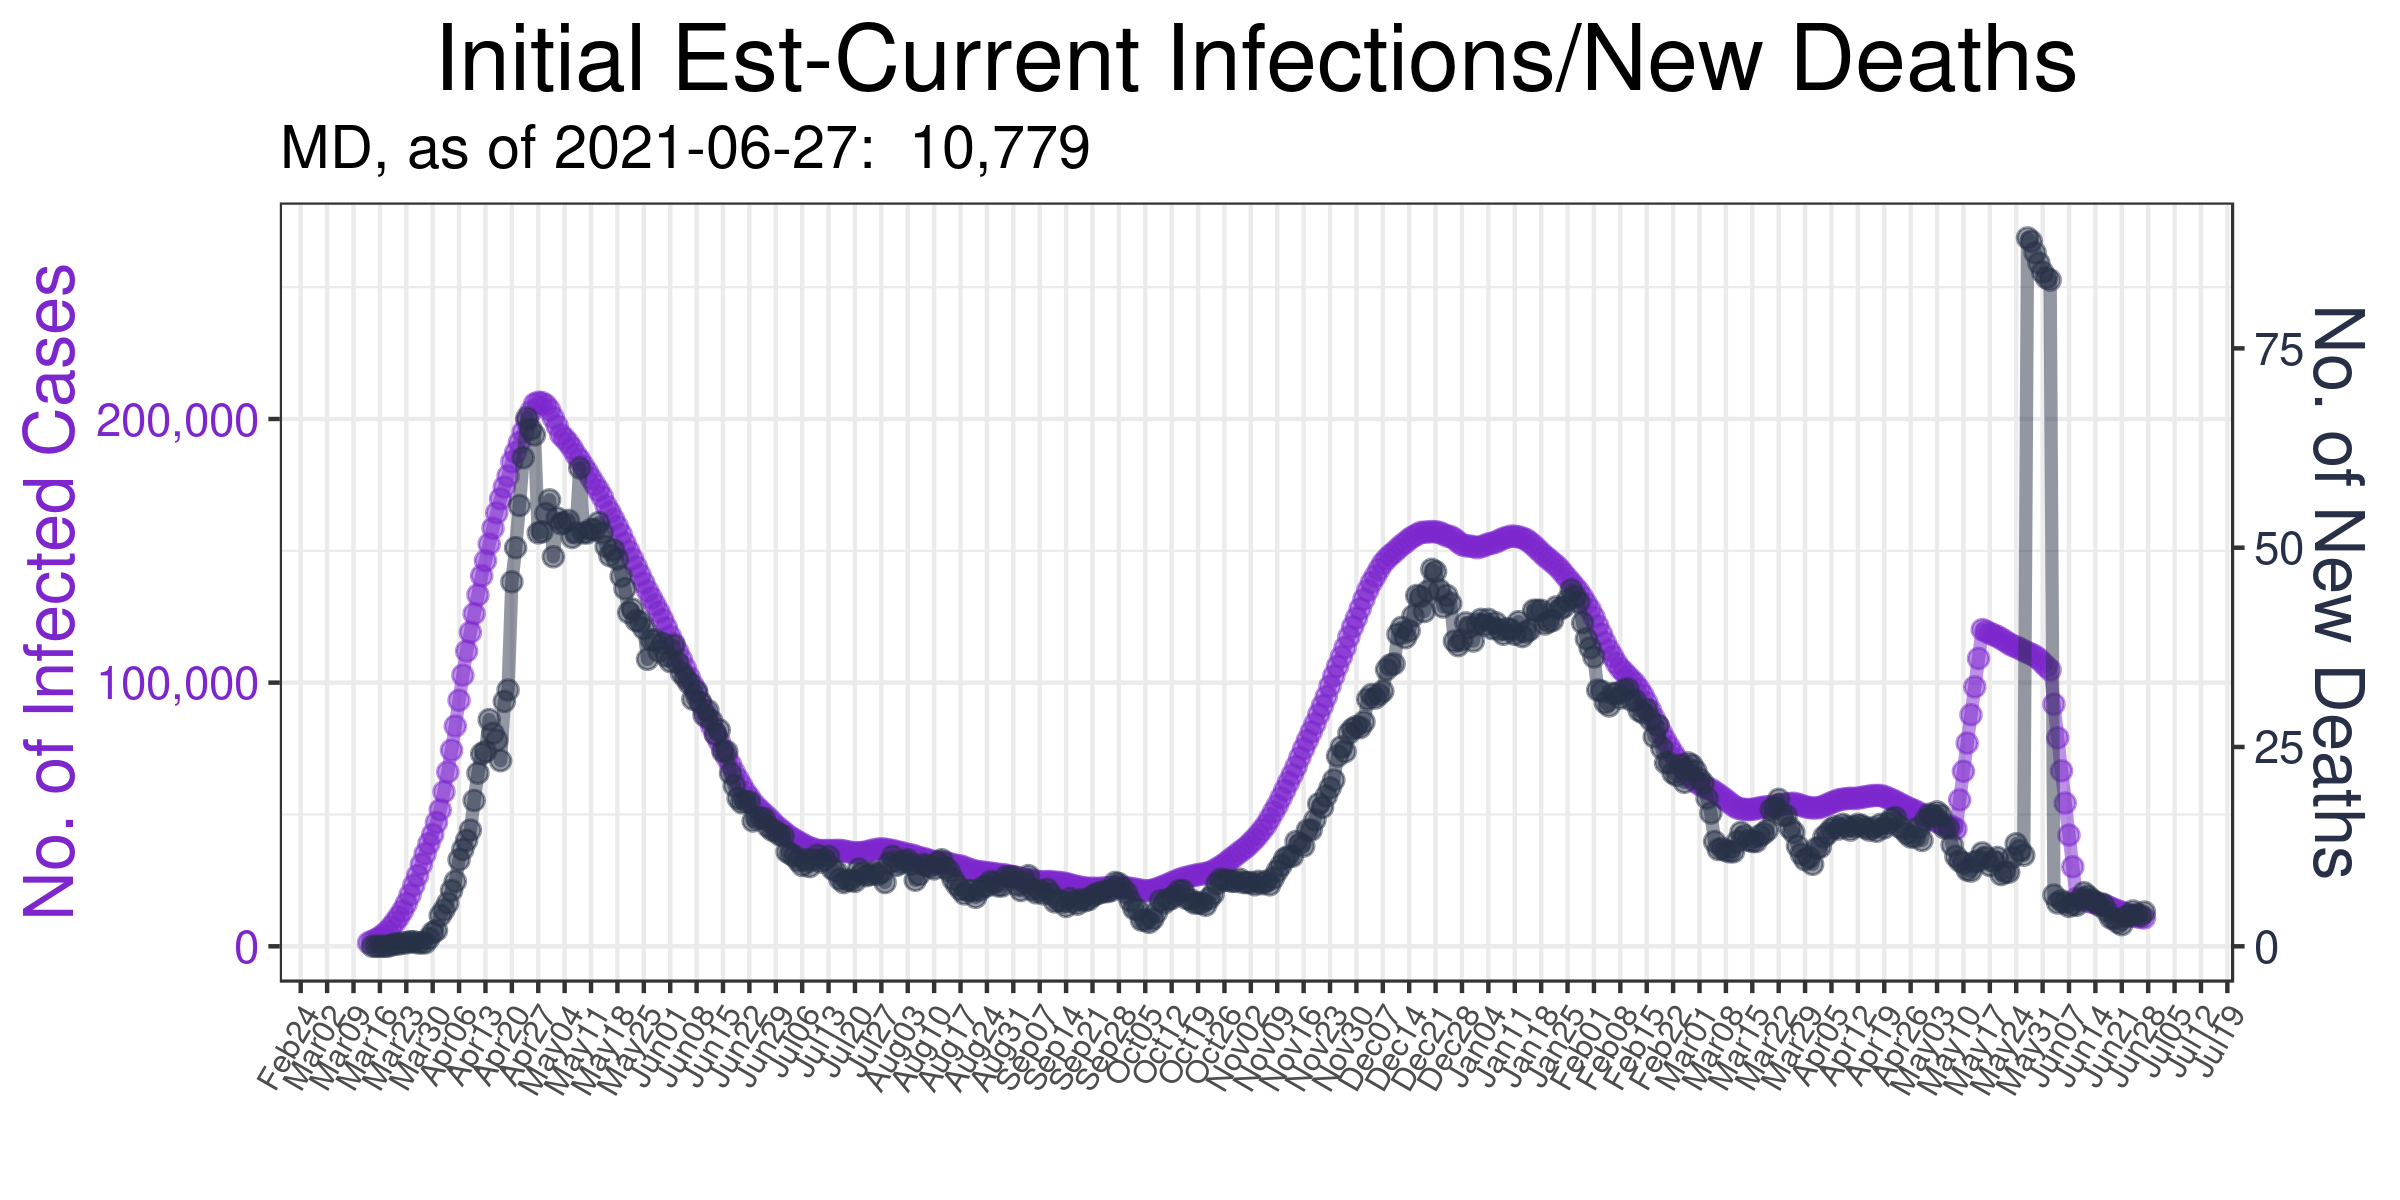 Initial Est-Current Infections/New Deaths
MD, as of 2021-06-27:  10,779
No. of Infected Cases
200,000
100,000
0
75
50
25
0
No. of New Deaths
Feb24
Mar02
Mar09
Mar16
Mar23
Mar30
Apr06
Apr13
Apr20
Apr27
May04
May11
May18
May25
Jun01
Jun08
Jun15
Jun22
Jun29
Jul06
Jul13
Jul20
Jul27
Aug03
Aug10
Aug17
Aug24
Aug31
Sep07
Sep14
Sep21
Sep28
Oct05
Oct12
Oct19
Oct26
Nov02
Nov09
Nov16
Nov23
Nov30
Dec07
Dec14
Dec21
Dec28
Jan04
Jan11
Jan18
Jan25
Feb01
Feb08
Feb15
Feb22
Mar01
Mar08
Mar15
Mar22
Mar29
Apr05
Apr12
Apr19
Apr26
May03
May10
May17
May24
May31
Jun07
Jun14
Jun21
Jun28
Jul05
Jul12
Jul19